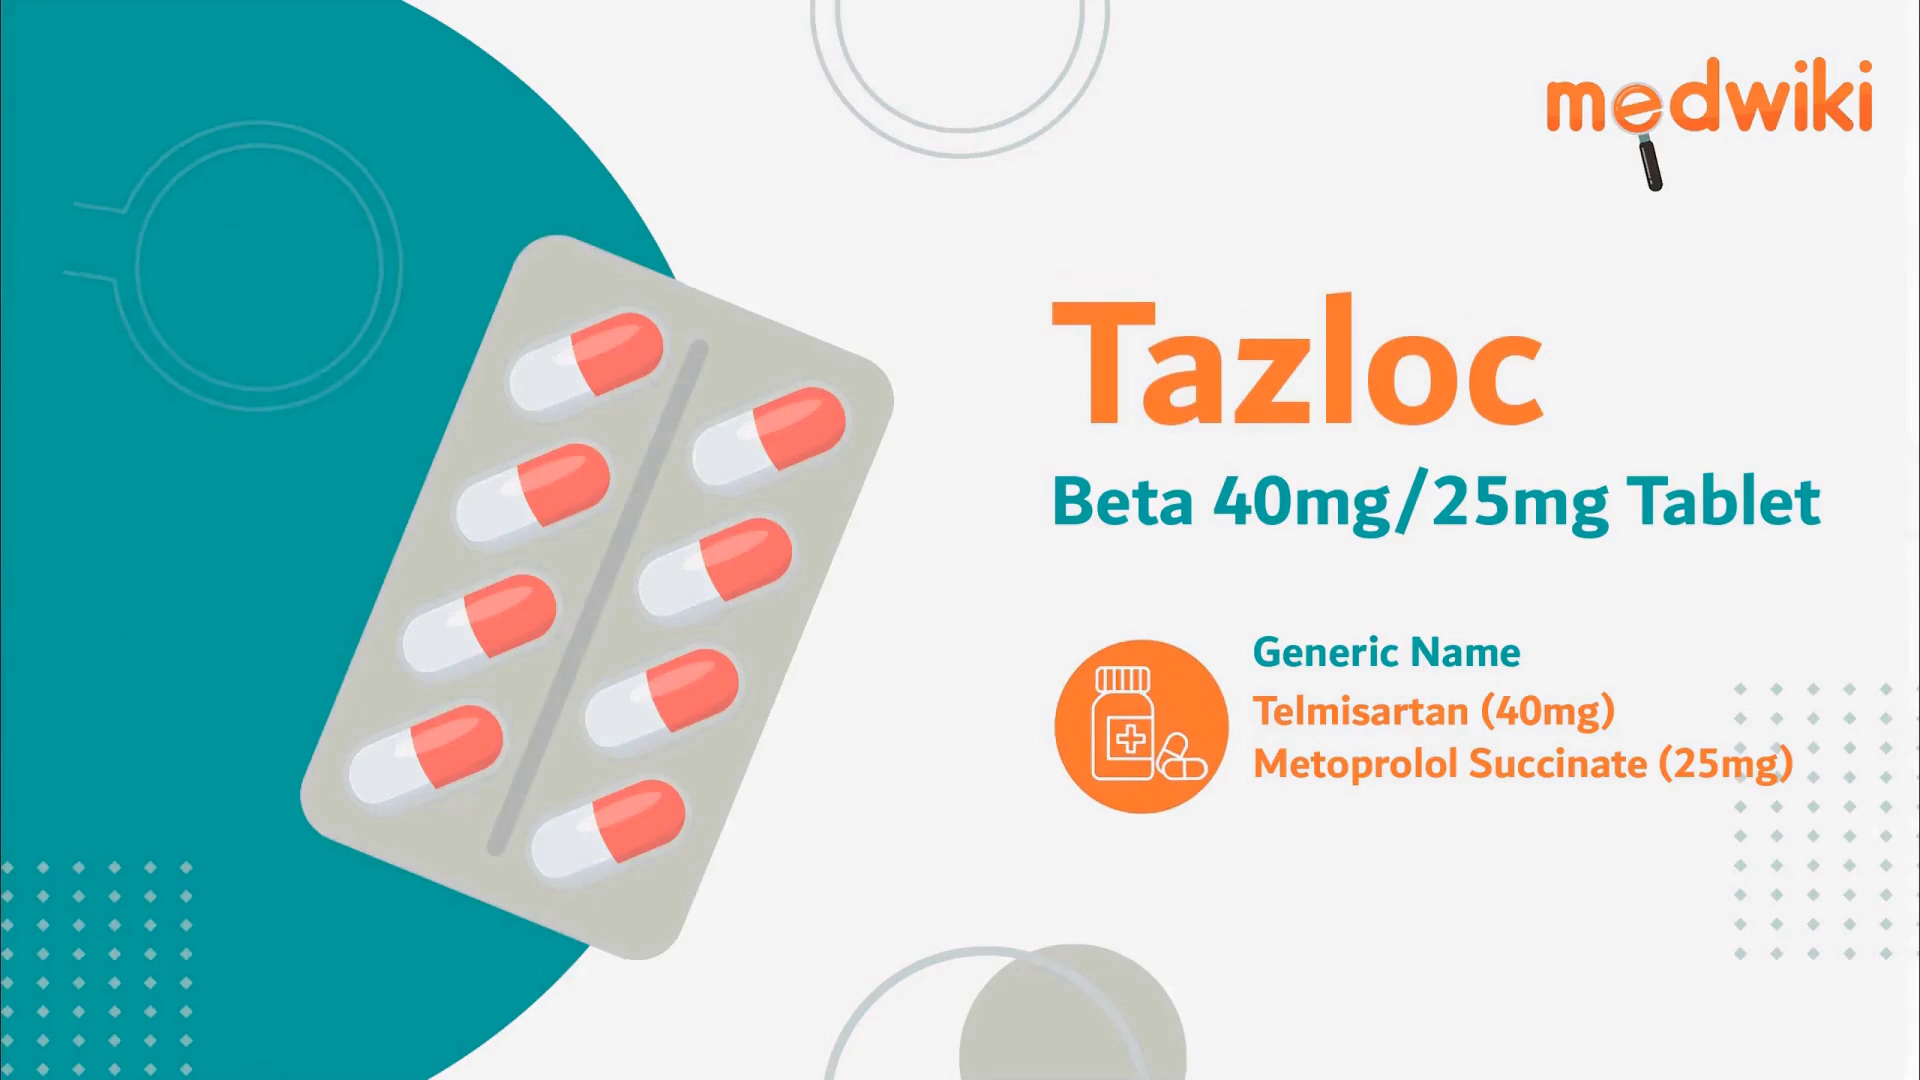 medwiki
Tazloc
Beta 40mg/25mg Tablet
Generic Name
Telmisartan (40mg)
Metoprolol Succinate (25mg)